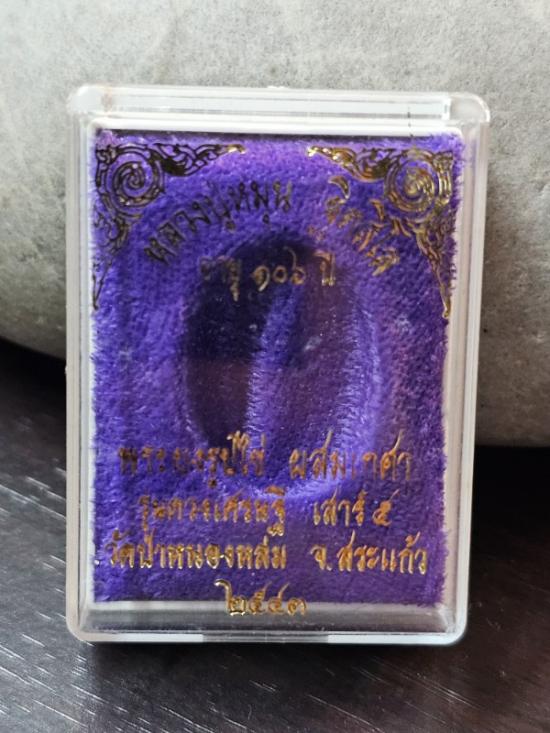 หลวงปู่หมุน ฐิตสีโล
อายุ ๑๐๖ ปี
พระผงรูปไข่ ผสมเกศา
รุ่นดวงเศรษฐี เสาร์ ๕
วัดป่าหนองหล่ม จ.สระแก้ว
๒๕๔๓